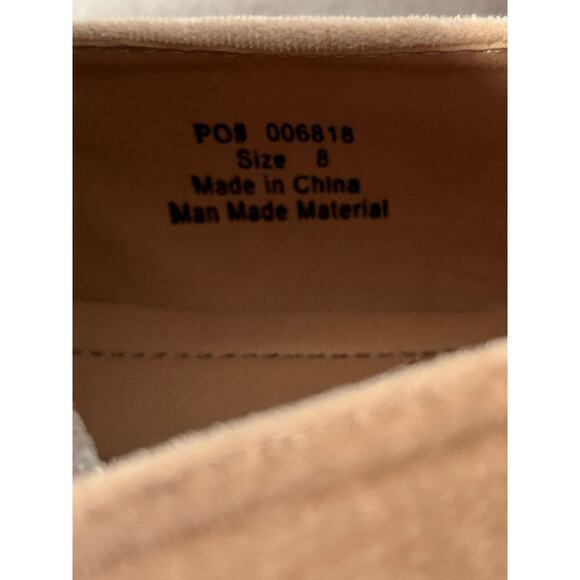 PO# 006818
Size 8
Made in China
Man Made Material